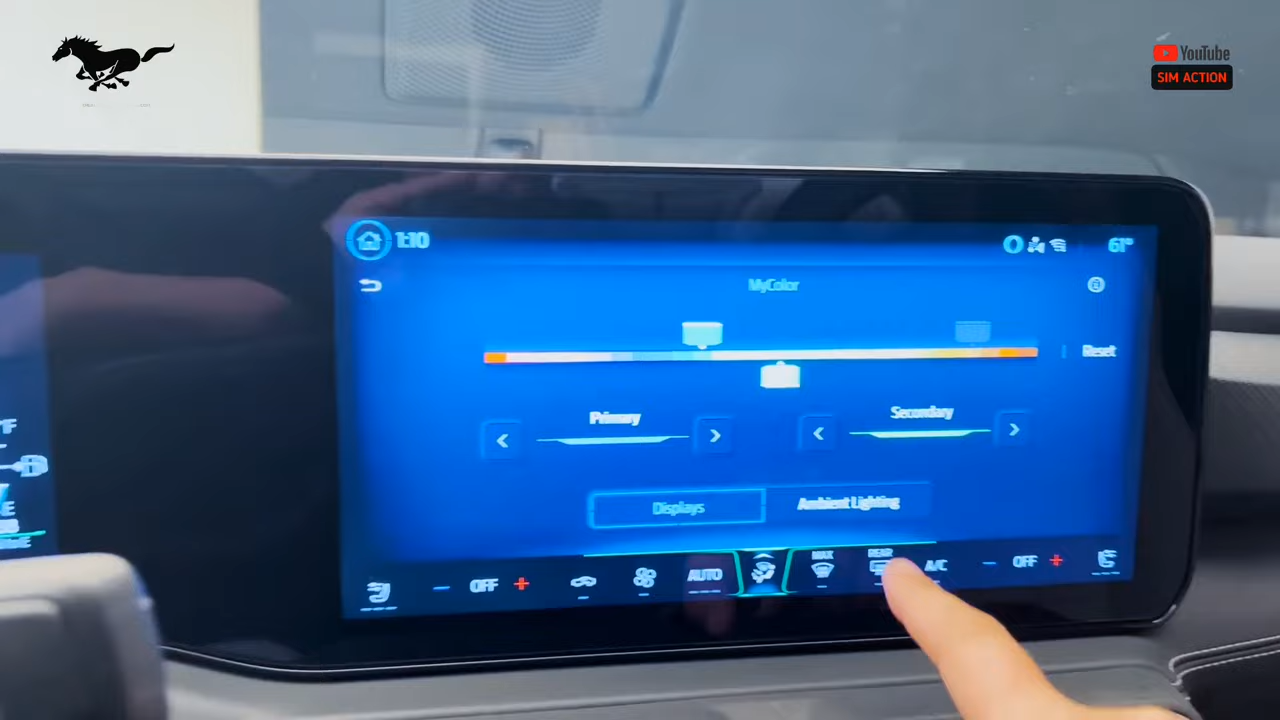 YouTube
SIM ACTION
1:10
61°
MyColor
Reset
Primary
Secondary
Displays
Ambient Lighting
OFF
AUTO
MAX
REAR
A/C
OFF
°F